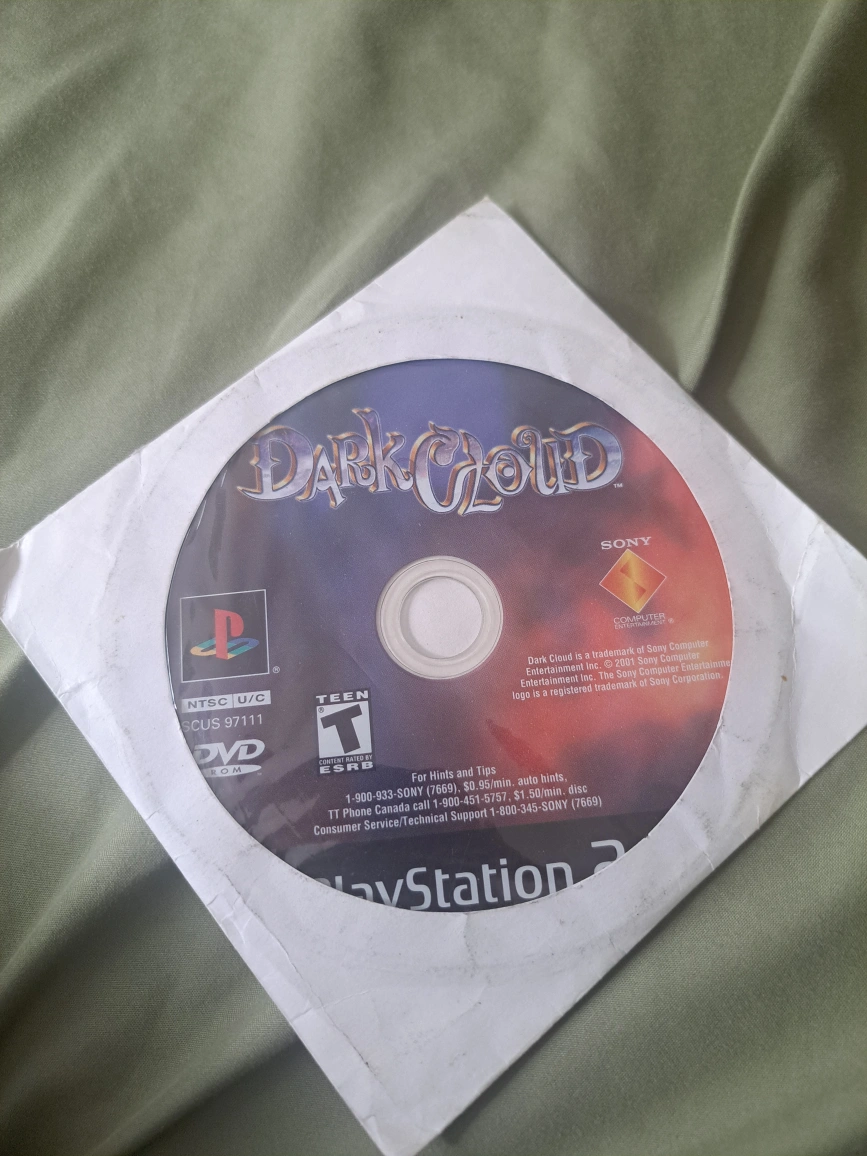 DARK CLOUD™
SONY
COMPUTER
ENTERTAINMENT®
Dark Cloud is a trademark of Sony Computer
Entertainment Inc. © 2001 Sony Computer
Entertainment Inc. The Sony Computer Entertainme
logo is a registered trademark of Sony Corporation.
®
NTSC U/C
SCUS 97111
DVD
ROM
TEEN
T®
CONTENT RATED BY
ESRB
For Hints and Tips
1-900-933-SONY (7669), $0.95/min. auto hints,
TT Phone Canada call 1-900-451-5757, $1.50/min. disc
Consumer Service/Technical Support 1-800-345-SONY (7669)
PlayStation 2